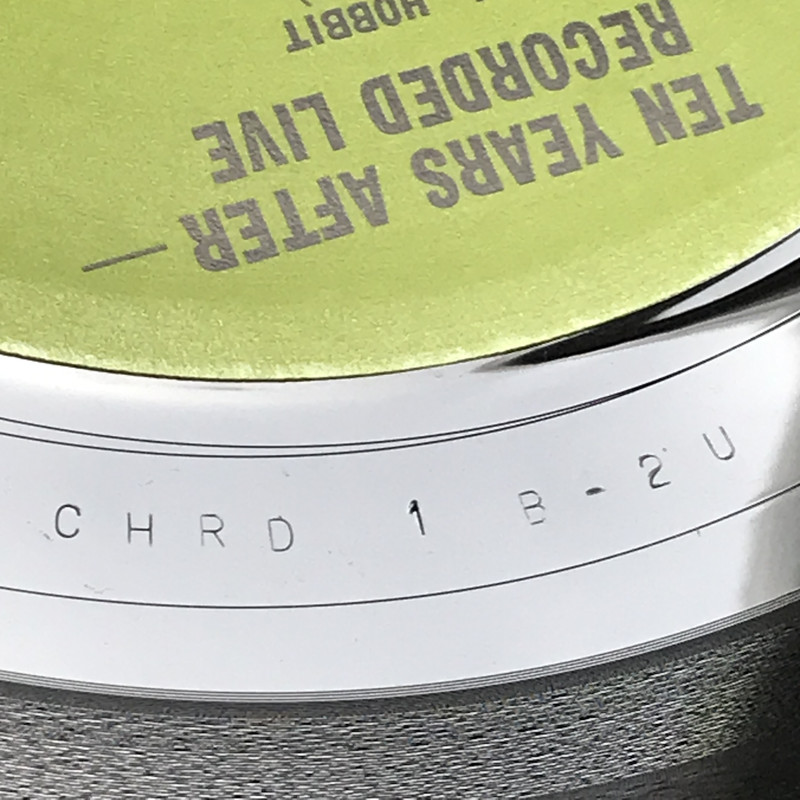 TEN YEARS AFTER —
RECORDED LIVE
HOBBIT
CHRD 1 B-2U